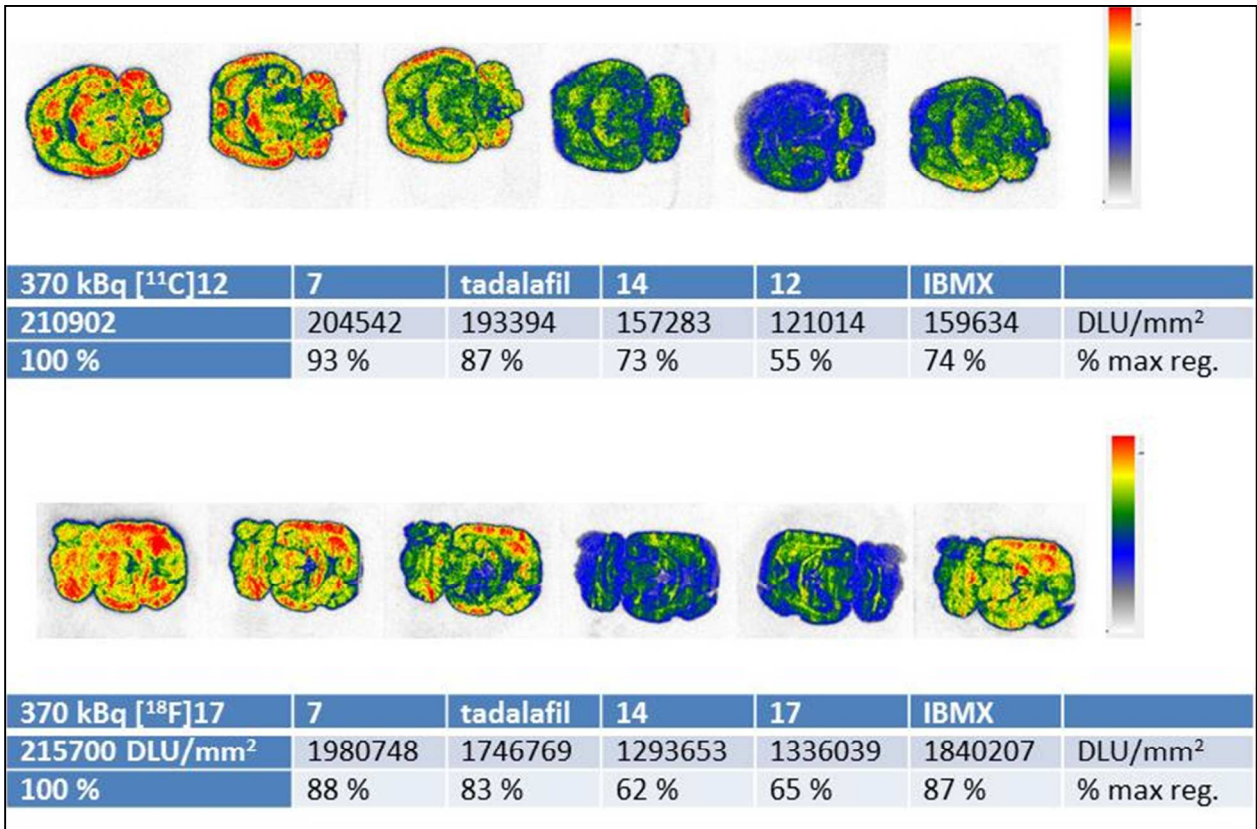 370 kBq [¹¹C]12 7 tadalafil 14 12 IBMX
210902 204542 193394 157283 121014 159634 DLU/mm²
100 % 93 % 87 % 73 % 55 % 74 % % max reg.
370 kBq [¹⁸F]17 7 tadalafil 14 17 IBMX
215700 DLU/mm² 1980748 1746769 1293653 1336039 1840207 DLU/mm²
100 % 88 % 83 % 62 % 65 % 87 % % max reg.